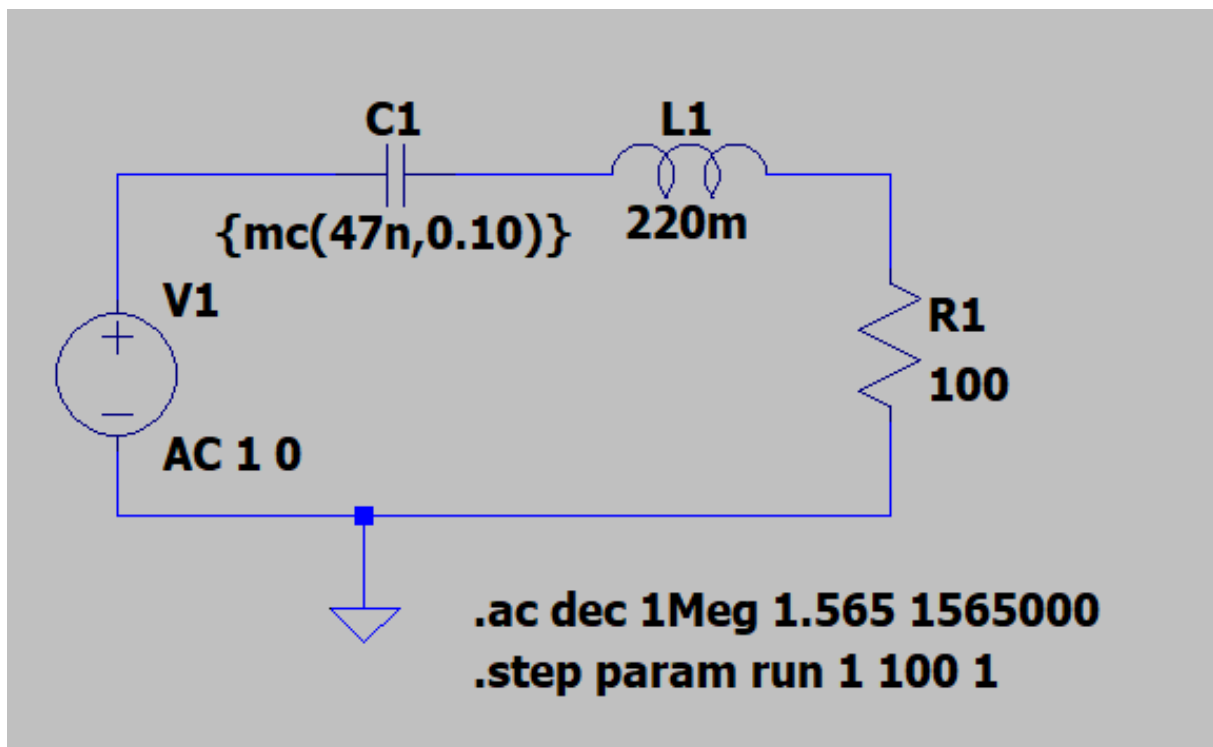 C1
L1
{mc(47n,0.10)}
220m
V1
R1
100
AC 1 0
.ac dec 1Meg 1.565 1565000
.step param run 1 100 1